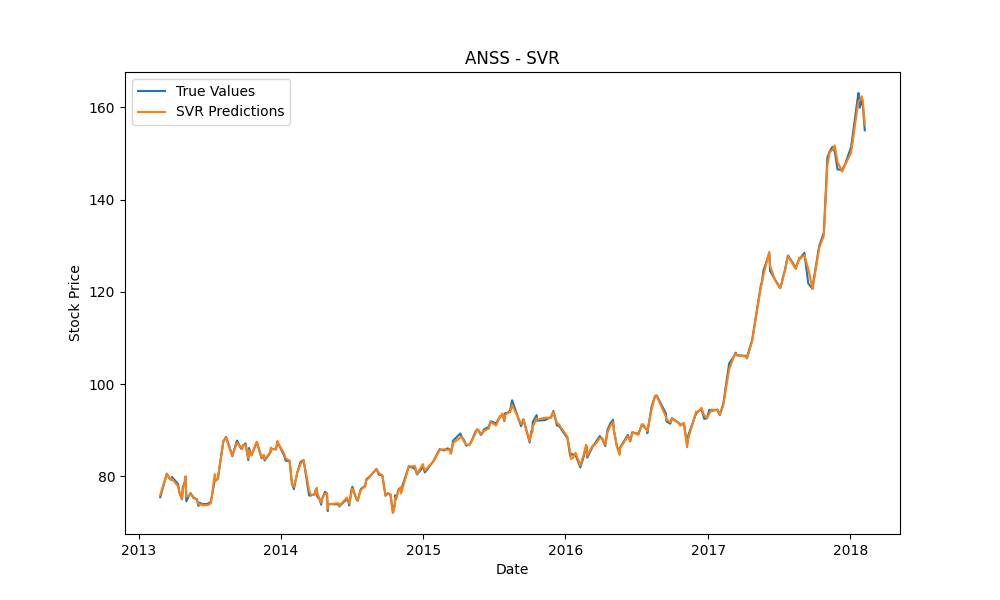 ANSS - SVR
True Values
SVR Predictions
160
140
120
100
80
Stock Price
2013 2014 2015 2016 2017 2018
Date